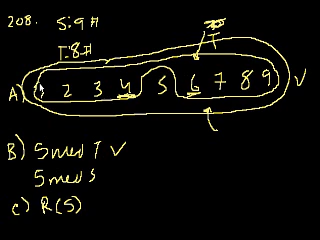 208. S: 9#
T: 8#
T
A) 1 2 3 4 5 6 7 8 9 √
B) 5 med T √
5 med S
C) R(S)